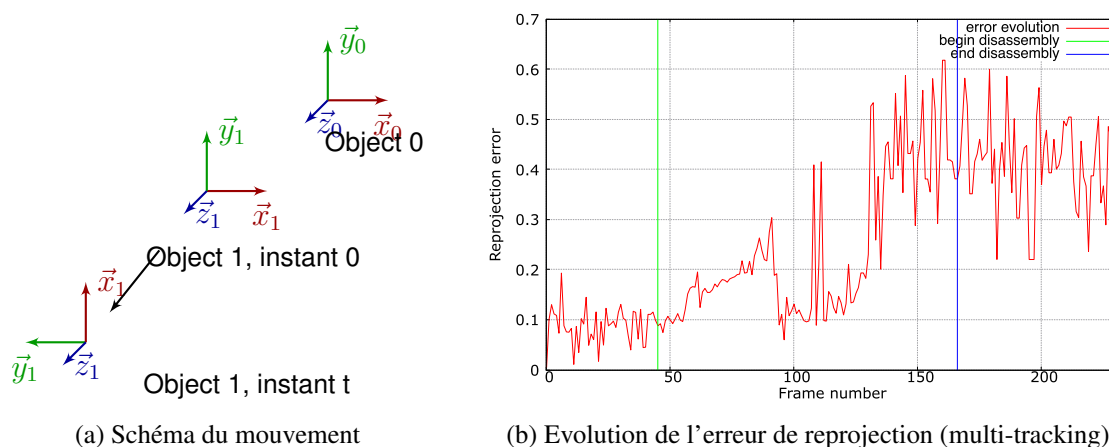 y⃗0
z⃗0
x⃗0
Object 0
y⃗1
z⃗1
x⃗1
Object 1, instant 0
x⃗1
y⃗1
z⃗1
Object 1, instant t
(a) Schéma du mouvement
error evolution
begin disassembly
end disassembly
Reprojection error
0.7
0.6
0.5
0.4
0.3
0.2
0.1
0
0 50 100 150 200
Frame number
(b) Evolution de l'erreur de reprojection (multi-tracking)